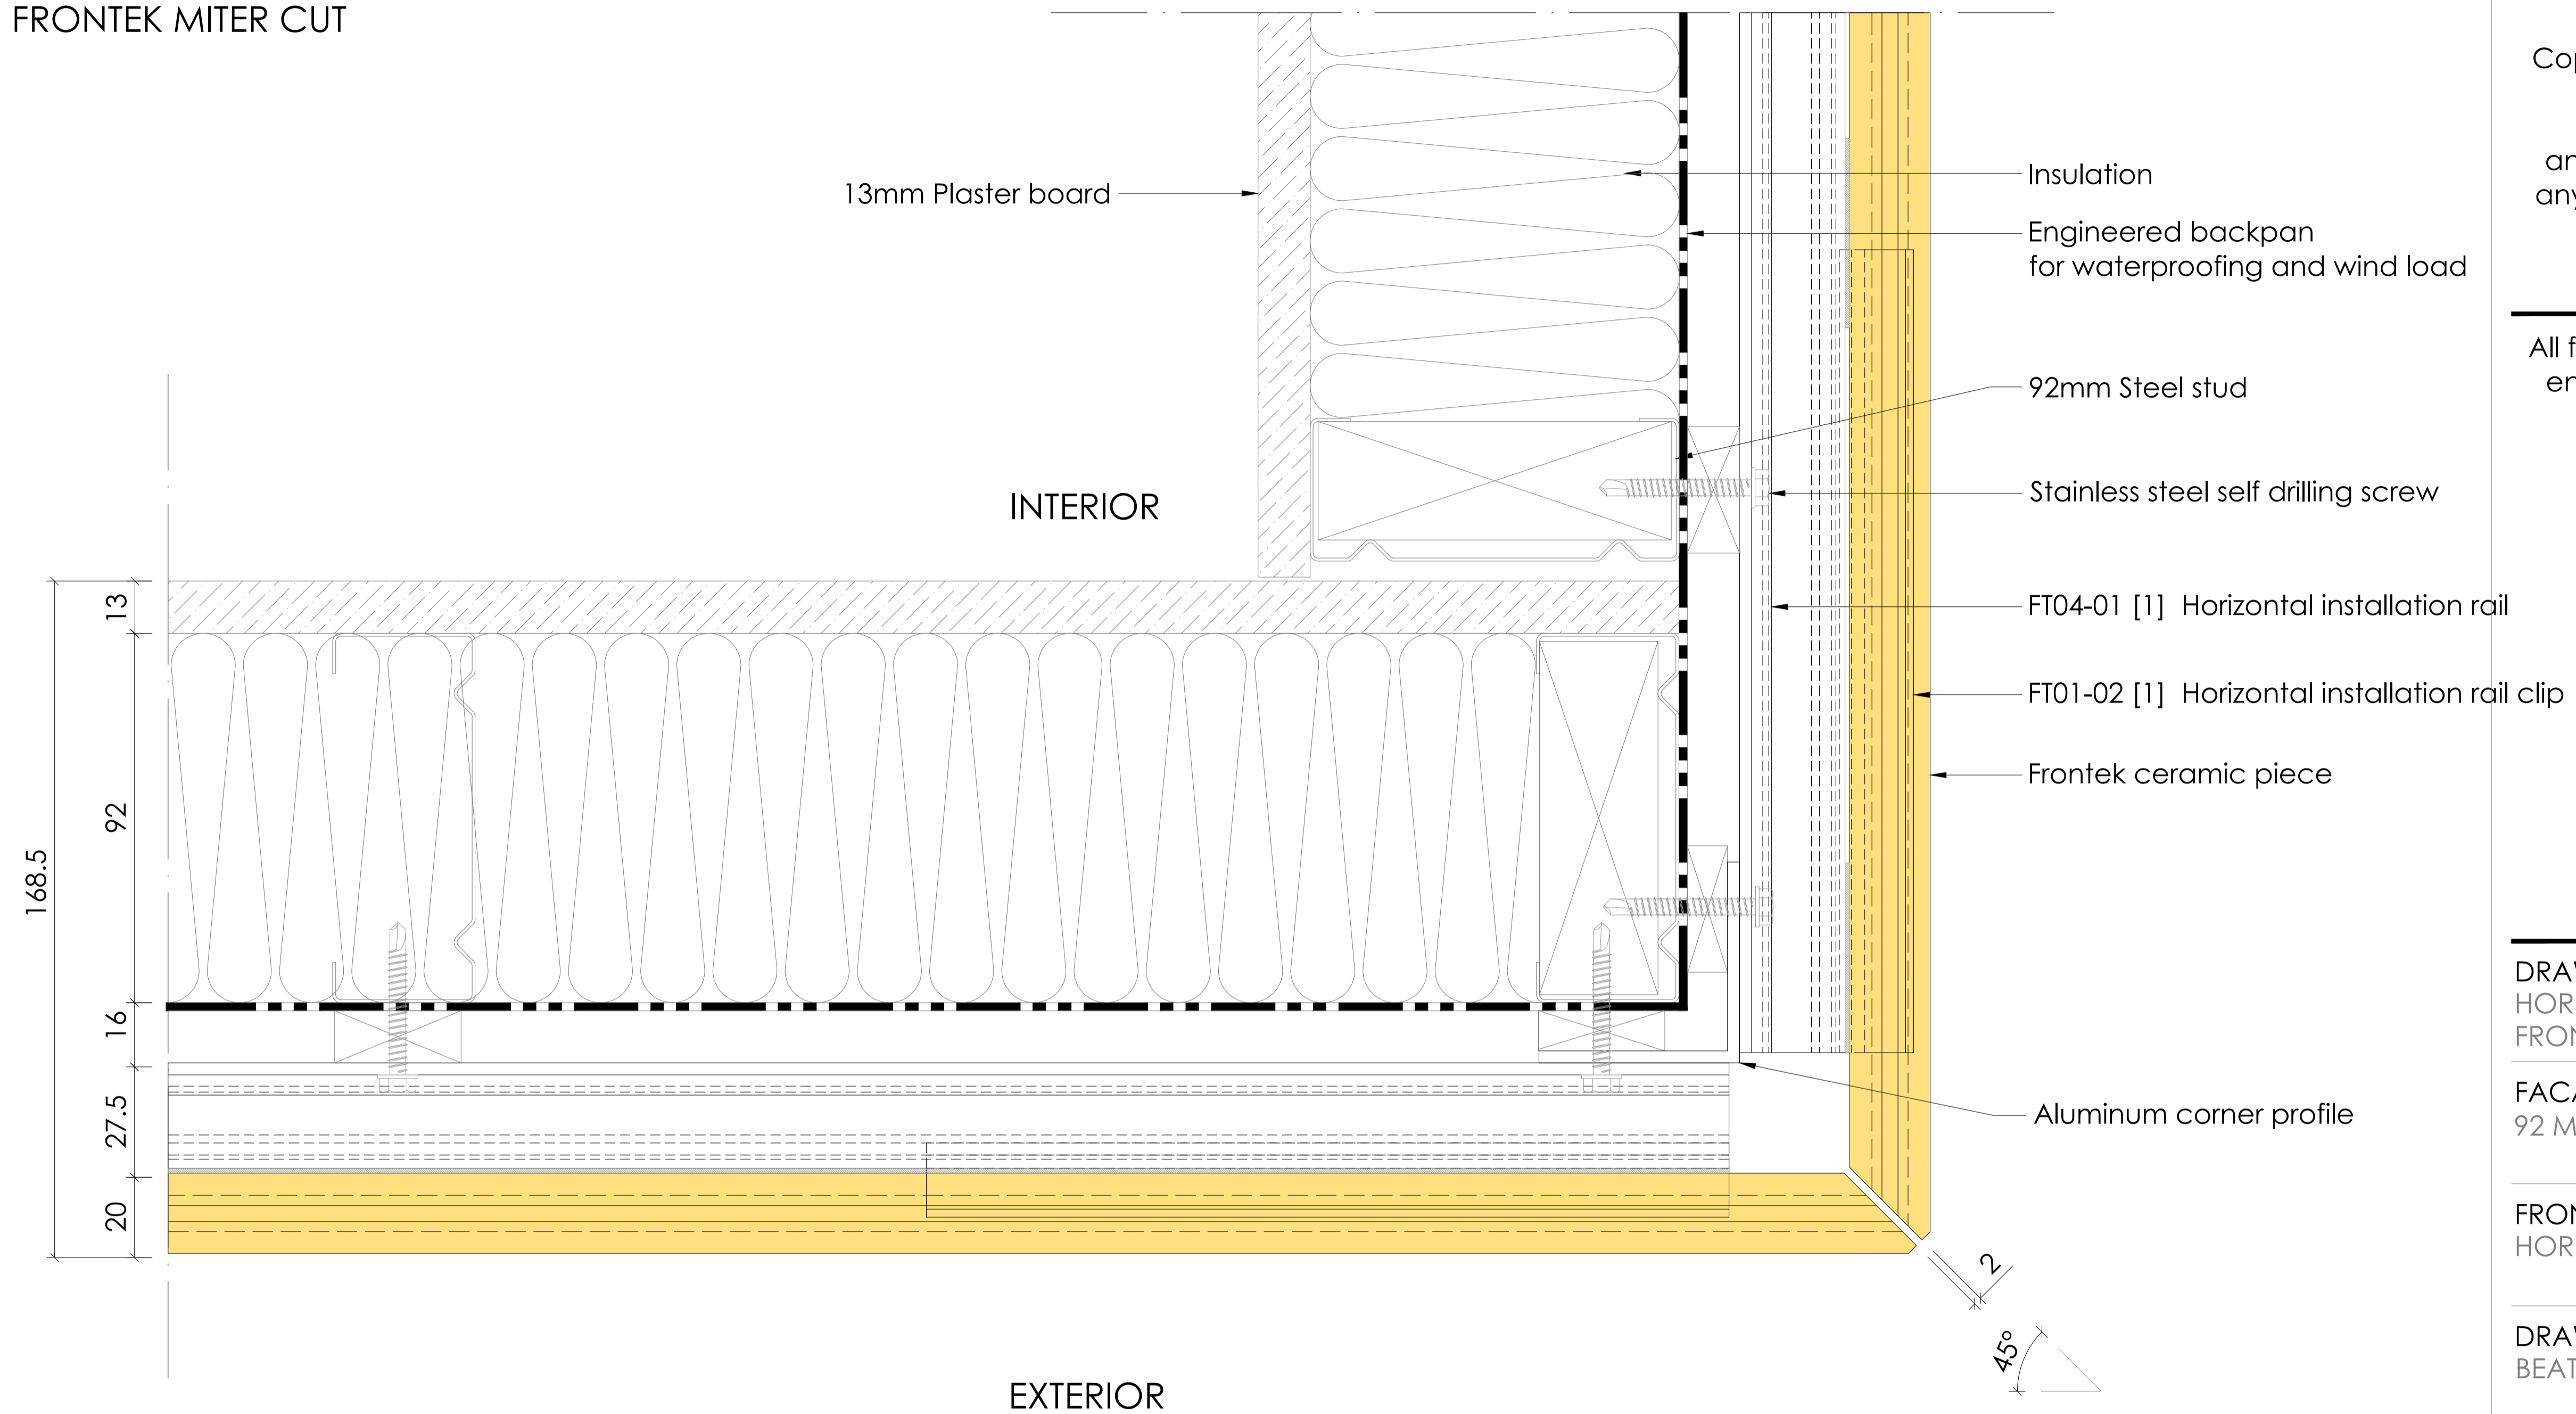 FRONTEK MITER CUT
13mm Plaster board
Insulation
Engineered backpan
for waterproofing and wind load
92mm Steel stud
INTERIOR
Stainless steel self drilling screw
FT04-01 [1] Horizontal installation rail
FT01-02 [1] Horizontal installation rail clip
Frontek ceramic piece
Aluminum corner profile
13
92
168.5
16
27.5
20
2
45°
EXTERIOR
All f
92 M